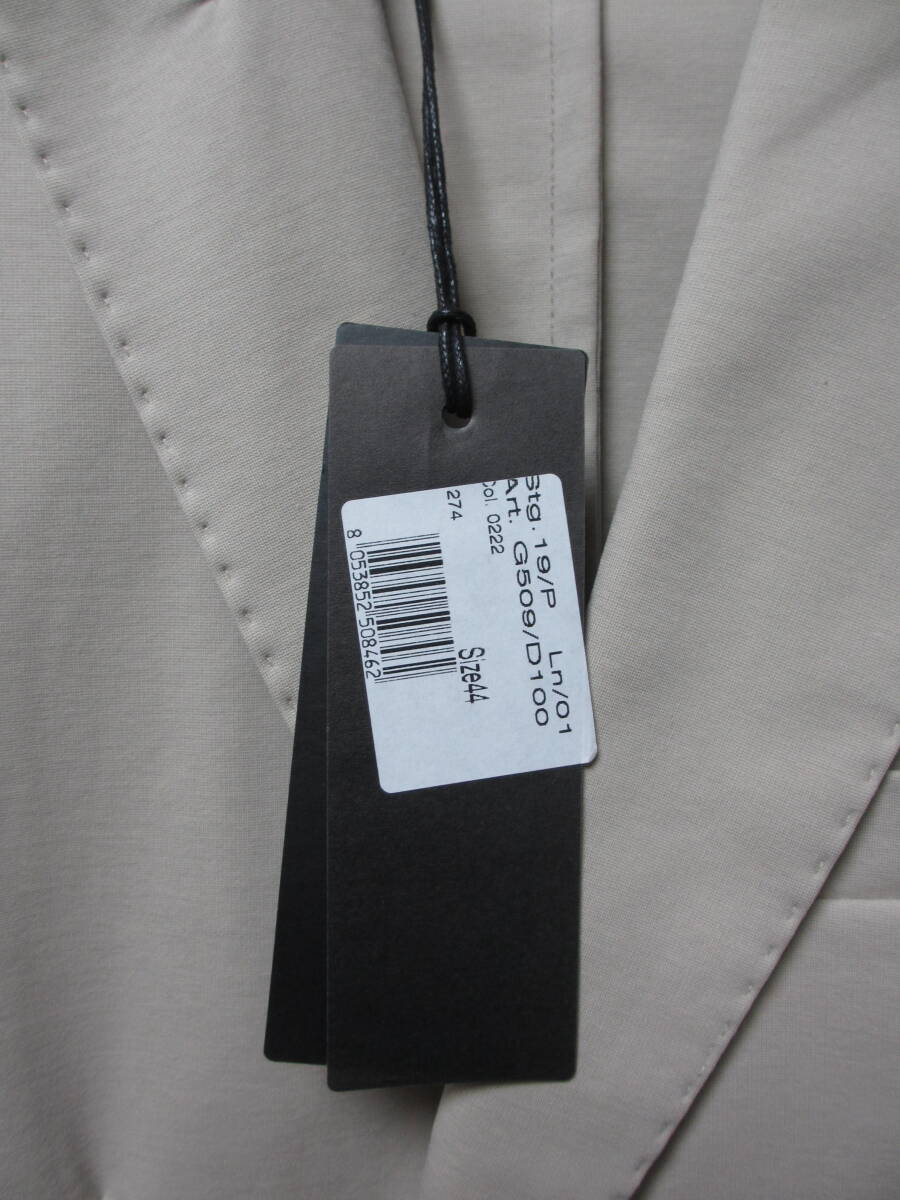 Stg. 19/P Ln/01
Art. G509/D100
Col. 0222
274
Size44
8 053852 508462